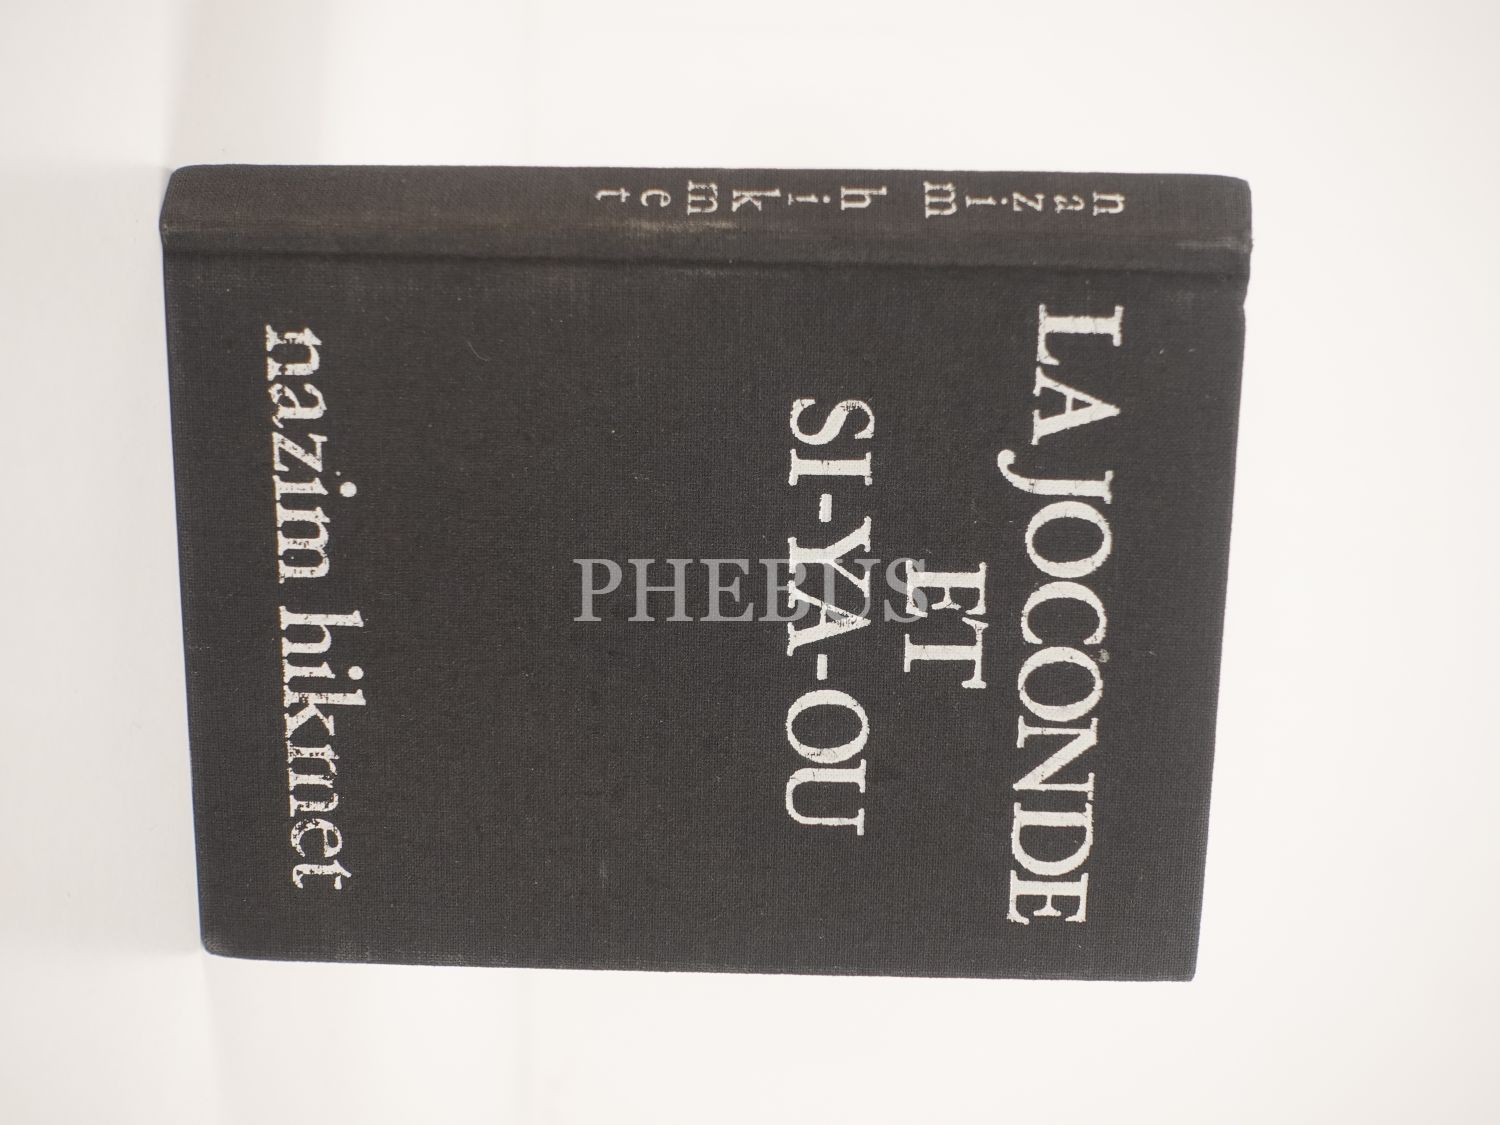 LA JOCONDE
ET
SI-YA-OU
nazim hikmet
nazim hikmet
PHEBUS